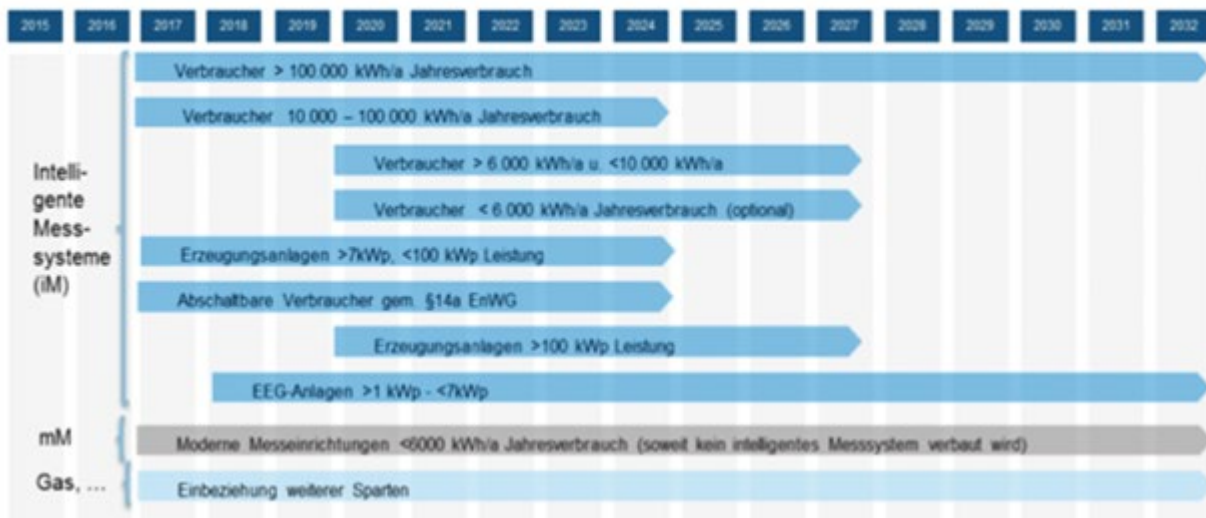 2015 2016 2017 2018 2019 2020 2021 2022 2023 2024 2025 2026 2027 2028 2029 2030 2031 2032
Verbraucher > 100.000 kWh/a Jahresverbrauch
Verbraucher 10.000 – 100.000 kWh/a Jahresverbrauch
Verbraucher > 6.000 kWh/a u. <10.000 kWh/a
Verbraucher < 6.000 kWh/a Jahresverbrauch (optional)
Intelli-
gente
Mess-
systeme
(iM)
Erzeugungsanlagen >7kWp, <100 kWp Leistung
Abschaltbare Verbraucher gem. §14a EnWG
Erzeugungsanlagen >100 kWp Leistung
EEG-Anlagen >1 kWp - <7kWp
mM
Moderne Messeinrichtungen <6000 kWh/a Jahresverbrauch (soweit kein intelligentes Messsystem verbaut wird)
Gas, ...
Einbeziehung weiterer Sparten